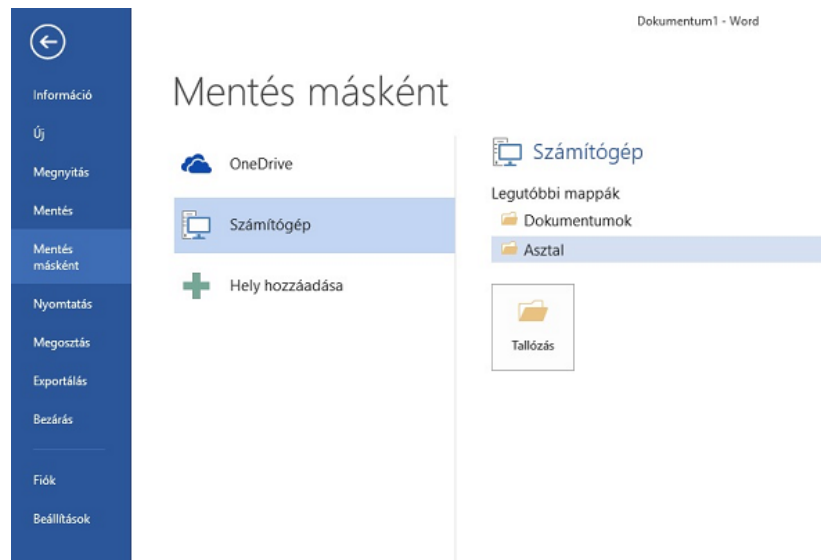 Dokumentum1 - Word
Információ
Új
Megnyitás
Mentés
Mentés
másként
Nyomtatás
Megosztás
Exportálás
Bezárás
Fiók
Beállítások
Mentés másként
OneDrive
Számítógép
Hely hozzáadása
Számítógép
Legutóbbi mappák
Dokumentumok
Asztal
Tallózás